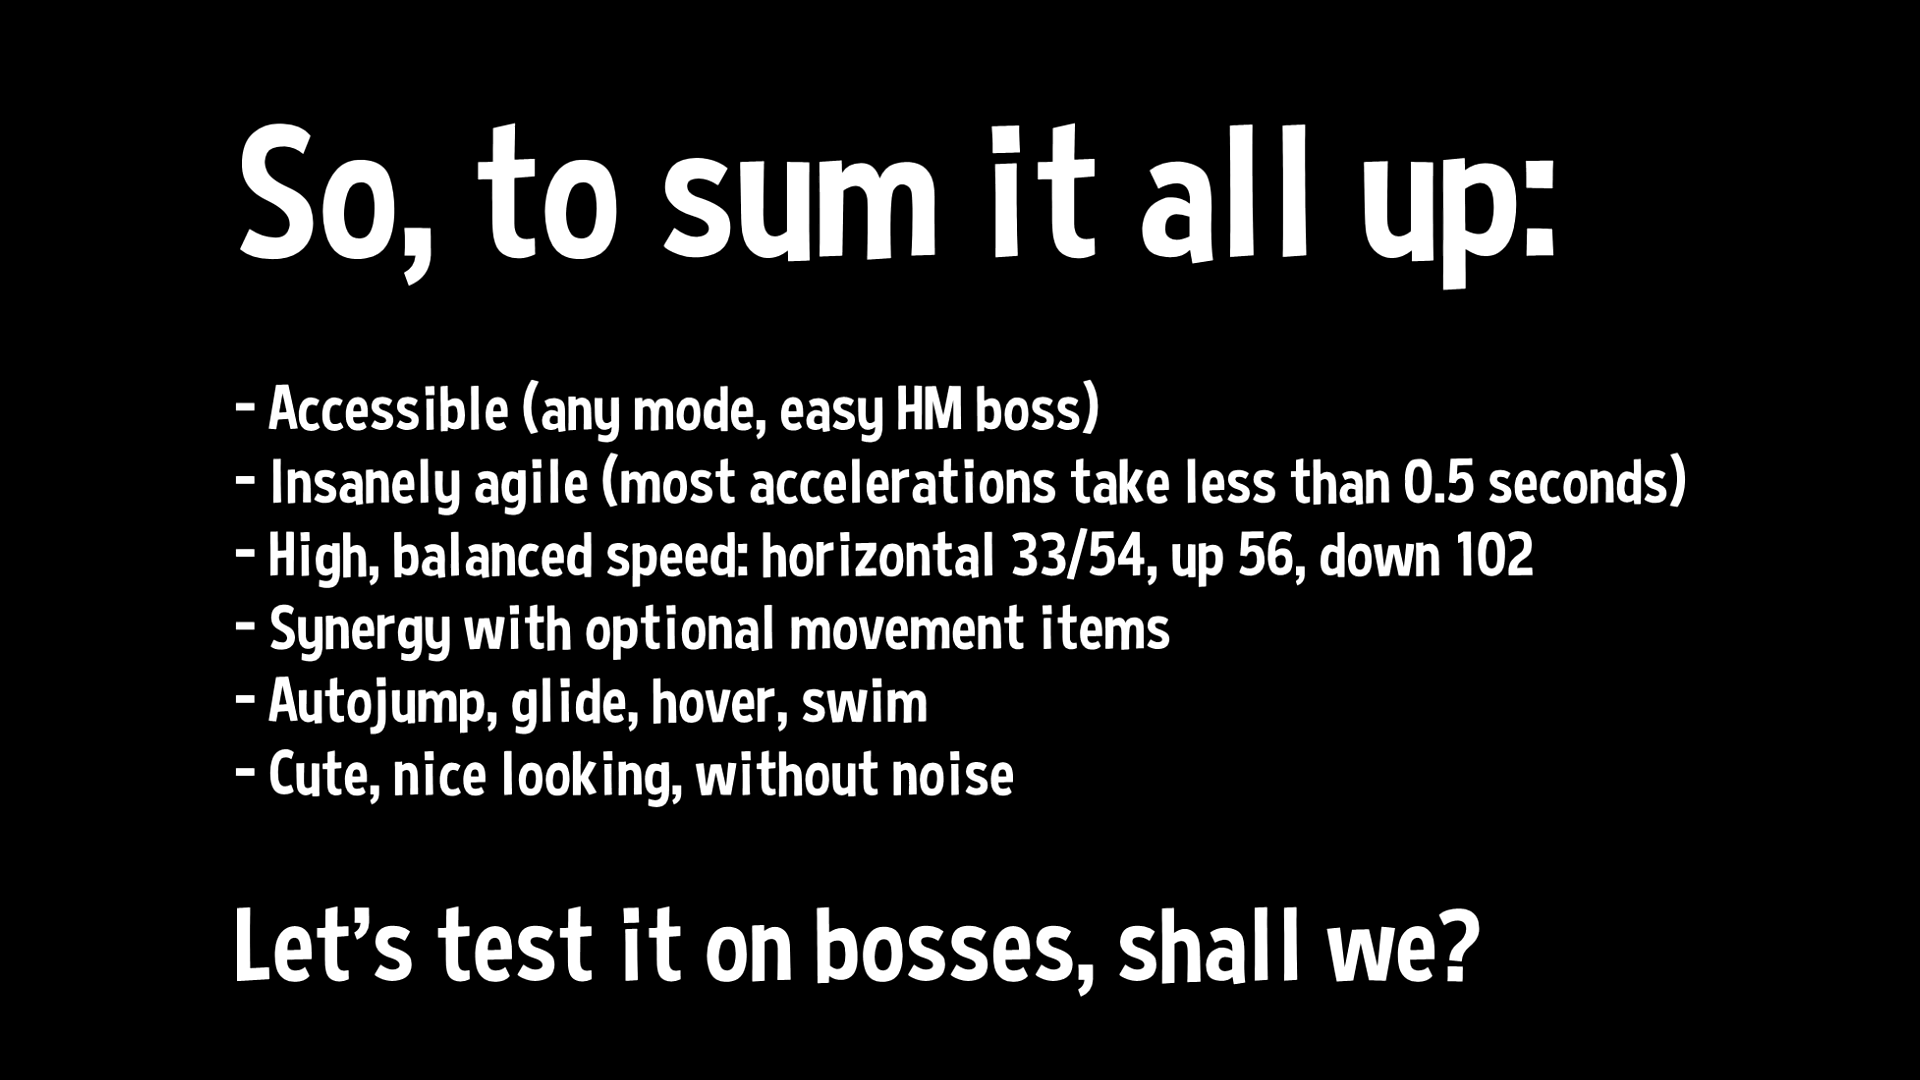 So, to sum it all up:
- Accessible (any mode, easy HM boss)
- Insanely agile (most accelerations take less than 0.5 seconds)
- High, balanced speed: horizontal 33/54, up 56, down 102
- Synergy with optional movement items
- Autojump, glide, hover, swim
- Cute, nice looking, without noise
Let's test it on bosses, shall we?